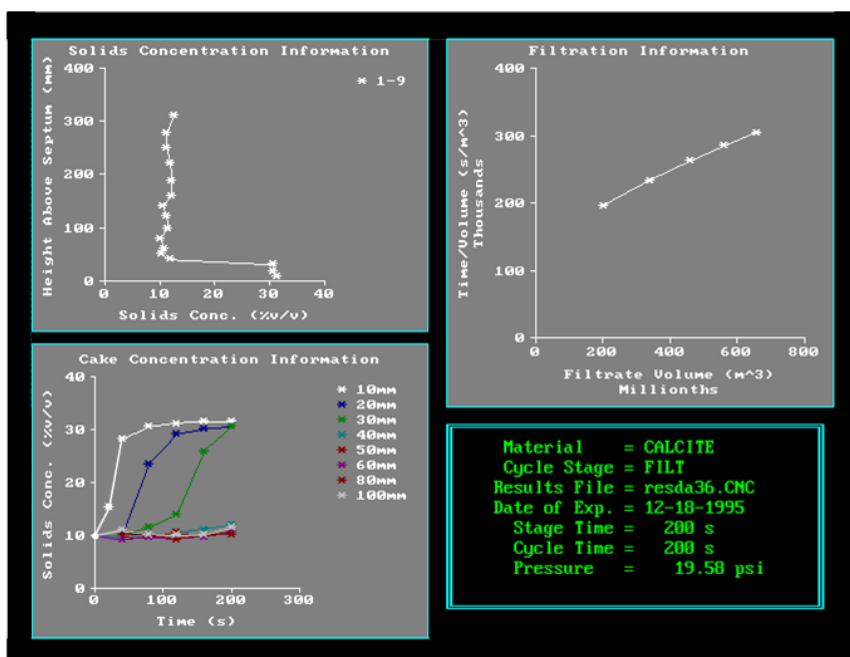 Solids Concentration Information
Height Above Septum (mm)
400
300
200
100
0
0 10 20 30 40
Solids Conc. (%v/v)
1-9
Filtration Information
Time/Volume (s/m^3)
Thousands
400
300
200
100
0
0 200 400 600 800
Filtrate Volume (m^3)
Millionths
Cake Concentration Information
Solids Conc. (%v/v)
40
30
20
10
0
0 100 200 300
Time (s)
10mm
20mm
30mm
40mm
50mm
60mm
80mm
100mm
Material = CALCITE
Cycle Stage = FILT
Results File = resda36.CNC
Date of Exp. = 12-18-1995
Stage Time = 200 s
Cycle Time = 200 s
Pressure = 19.58 psi